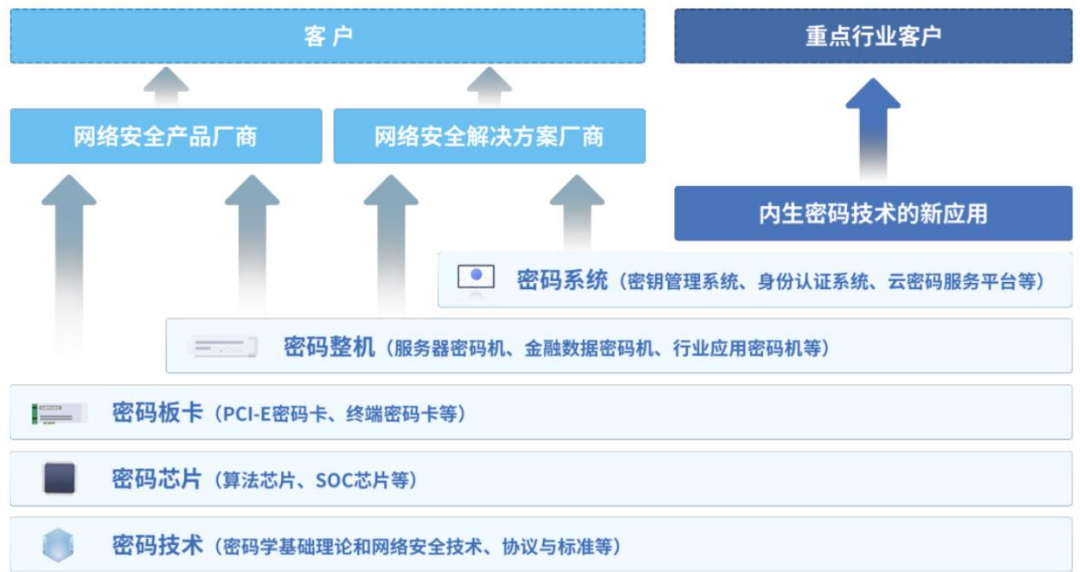 客户
重点行业客户
网络安全产品厂商
网络安全解决方案厂商
内生密码技术的新应用
密码系统（密钥管理系统、身份认证系统、云密码服务平台等）
密码整机（服务器密码机、金融数据密码机、行业应用密码机等）
密码板卡（PCI-E密码卡、终端密码卡等）
密码芯片（算法芯片、SOC芯片等）
密码技术（密码学基础理论和网络安全技术、协议与标准等）